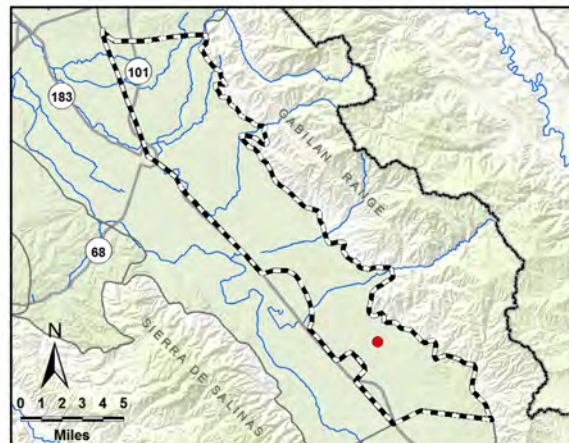 101
183
GABILAN RANGE
68
SIERRA DE SALINAS
N
0 1 2 3 4 5
Miles